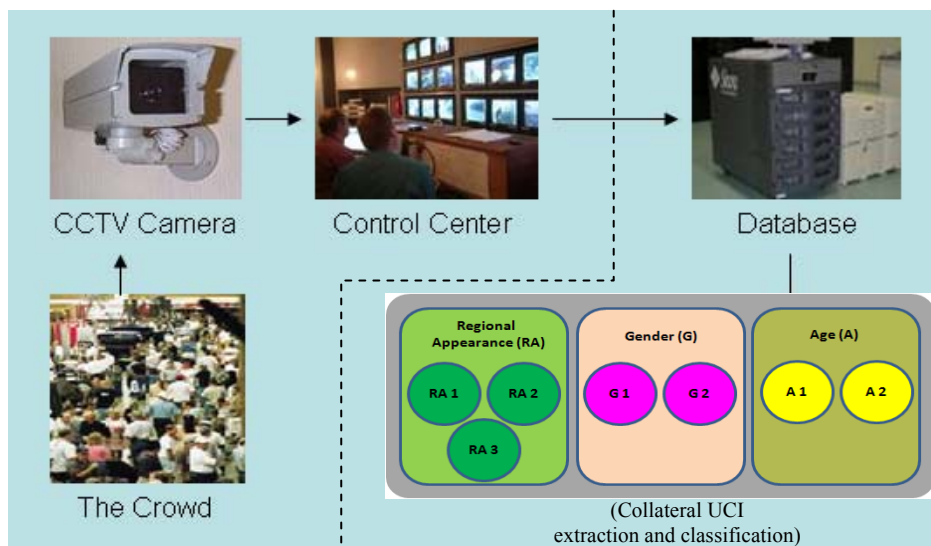 CCTV Camera
Control Center
Database
Sun
The Crowd
Regional
Appearance (RA)
RA 1
RA 2
RA 3
Gender (G)
G 1
G 2
Age (A)
A 1
A 2
(Collateral UCI
extraction and classification)